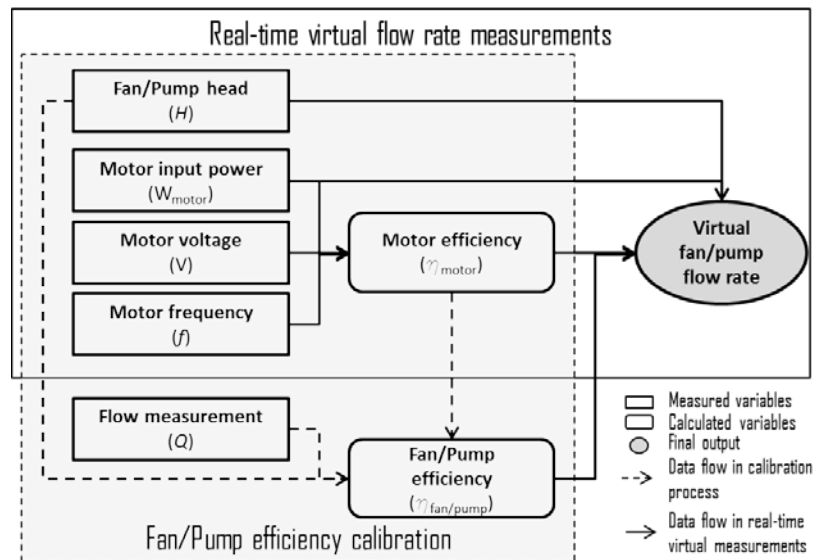 Real-time virtual flow rate measurements
Fan/Pump head
(H)
Motor input power
(Wmotor)
Motor voltage
(V)
Motor frequency
(f)
Motor efficiency
(ηmotor)
Virtual
fan/pump
flow rate
Flow measurement
(Q)
Fan/Pump
efficiency
(ηfan/pump)
Fan/Pump efficiency calibration
Measured variables
Calculated variables
Final output
Data flow in calibration
process
Data flow in real-time
virtual measurements